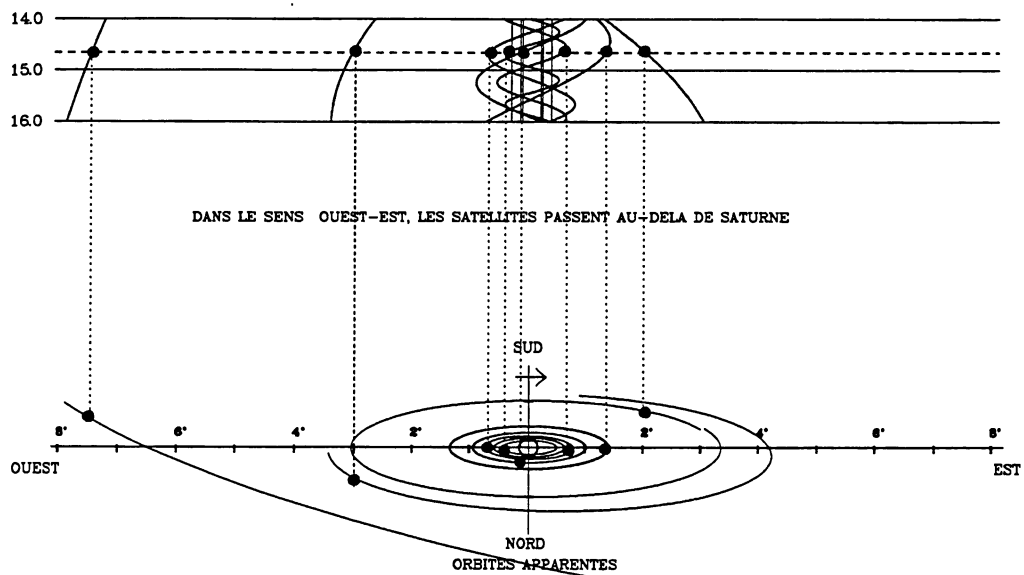 14.0
15.0
16.0
DANS LE SENS OUEST-EST, LES SATELLITES PASSENT AU-DELA DE SATURNE
SUD
8' 6' 4' 2' 2' 4' 6' 8'
OUEST EST
NORD
ORBITES APPARENTES